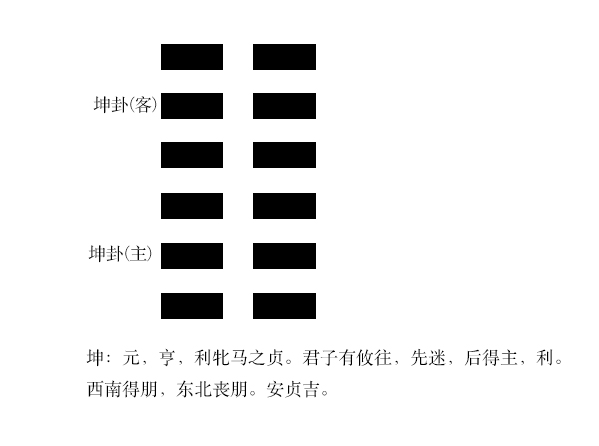 坤卦(客)
坤卦(主)
坤：元，亨，利牝马之贞。君子有攸往，先迷，后得主，利。
西南得朋，东北丧朋。安贞吉。